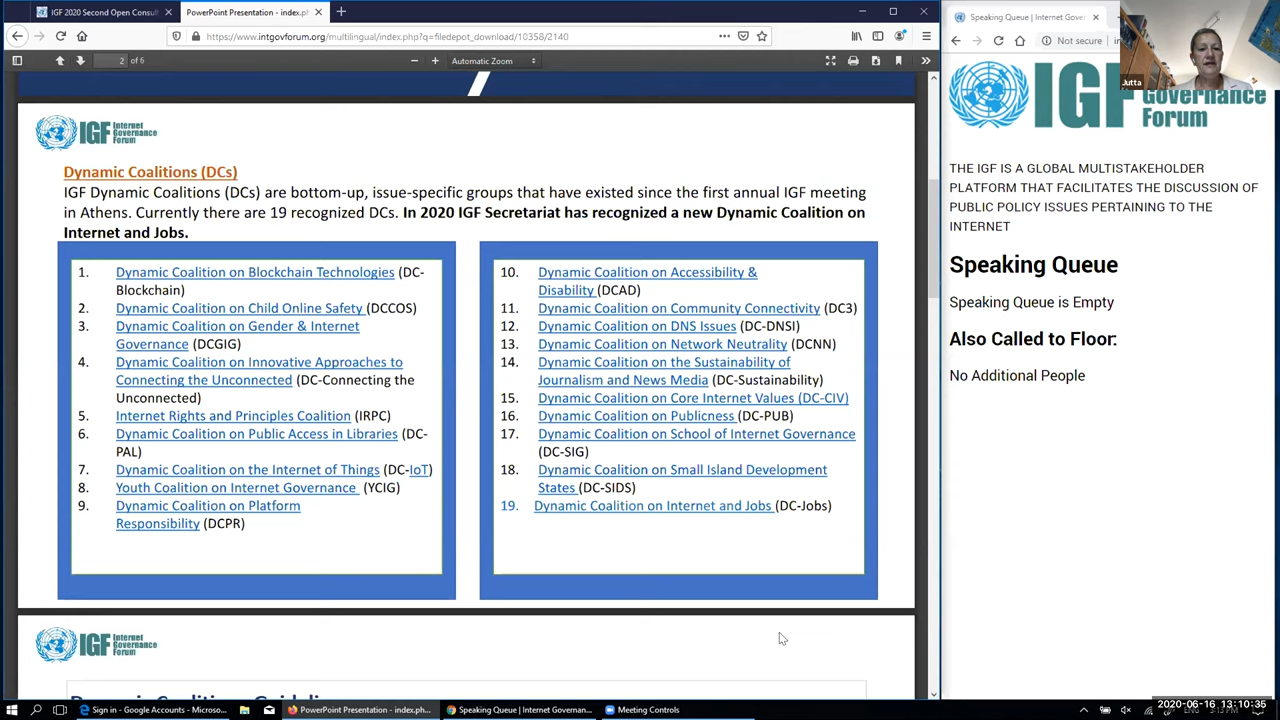 IGF 2020 Second Open Consult
PowerPoint Presentation - index.php
Speaking Queue | Internet Gover
https://www.intgovforum.org/multilingual/index.php?q=filedepot_download/10358/2140
Not secure
2 of 6
Automatic Zoom
Jutta
IGF Internet Governance Forum
IGF Governance Forum
Dynamic Coalitions (DCs)
IGF Dynamic Coalitions (DCs) are bottom-up, issue-specific groups that have existed since the first annual IGF meeting
in Athens. Currently there are 19 recognized DCs. In 2020 IGF Secretariat has recognized a new Dynamic Coalition on
Internet and Jobs.
1. Dynamic Coalition on Blockchain Technologies (DC-
Blockchain)
2. Dynamic Coalition on Child Online Safety (DCCOS)
3. Dynamic Coalition on Gender & Internet
Governance (DCGIG)
4. Dynamic Coalition on Innovative Approaches to
Connecting the Unconnected (DC-Connecting the
Unconnected)
5. Internet Rights and Principles Coalition (IRPC)
6. Dynamic Coalition on Public Access in Libraries (DC-
PAL)
7. Dynamic Coalition on the Internet of Things (DC-IoT)
8. Youth Coalition on Internet Governance (YCIG)
9. Dynamic Coalition on Platform
Responsibility (DCPR)
10. Dynamic Coalition on Accessibility &
Disability (DCAD)
11. Dynamic Coalition on Community Connectivity (DC3)
12. Dynamic Coalition on DNS Issues (DC-DNSI)
13. Dynamic Coalition on Network Neutrality (DCNN)
14. Dynamic Coalition on the Sustainability of
Journalism and News Media (DC-Sustainability)
15. Dynamic Coalition on Core Internet Values (DC-CIV)
16. Dynamic Coalition on Publicness (DC-PUB)
17. Dynamic Coalition on School of Internet Governance
(DC-SIG)
18. Dynamic Coalition on Small Island Development
States (DC-SIDS)
19. Dynamic Coalition on Internet and Jobs (DC-Jobs)
IGF Internet Governance Forum
THE IGF IS A GLOBAL MULTISTAKEHOLDER
PLATFORM THAT FACILITATES THE DISCUSSION OF
PUBLIC POLICY ISSUES PERTAINING TO THE
INTERNET
Speaking Queue
Speaking Queue is Empty
Also Called to Floor:
No Additional People
Sign in - Google Accounts - Mozilla...
PowerPoint Presentation - index.ph...
Speaking Queue | Internet Governan...
Meeting Controls
2020-06-16 13:10:35